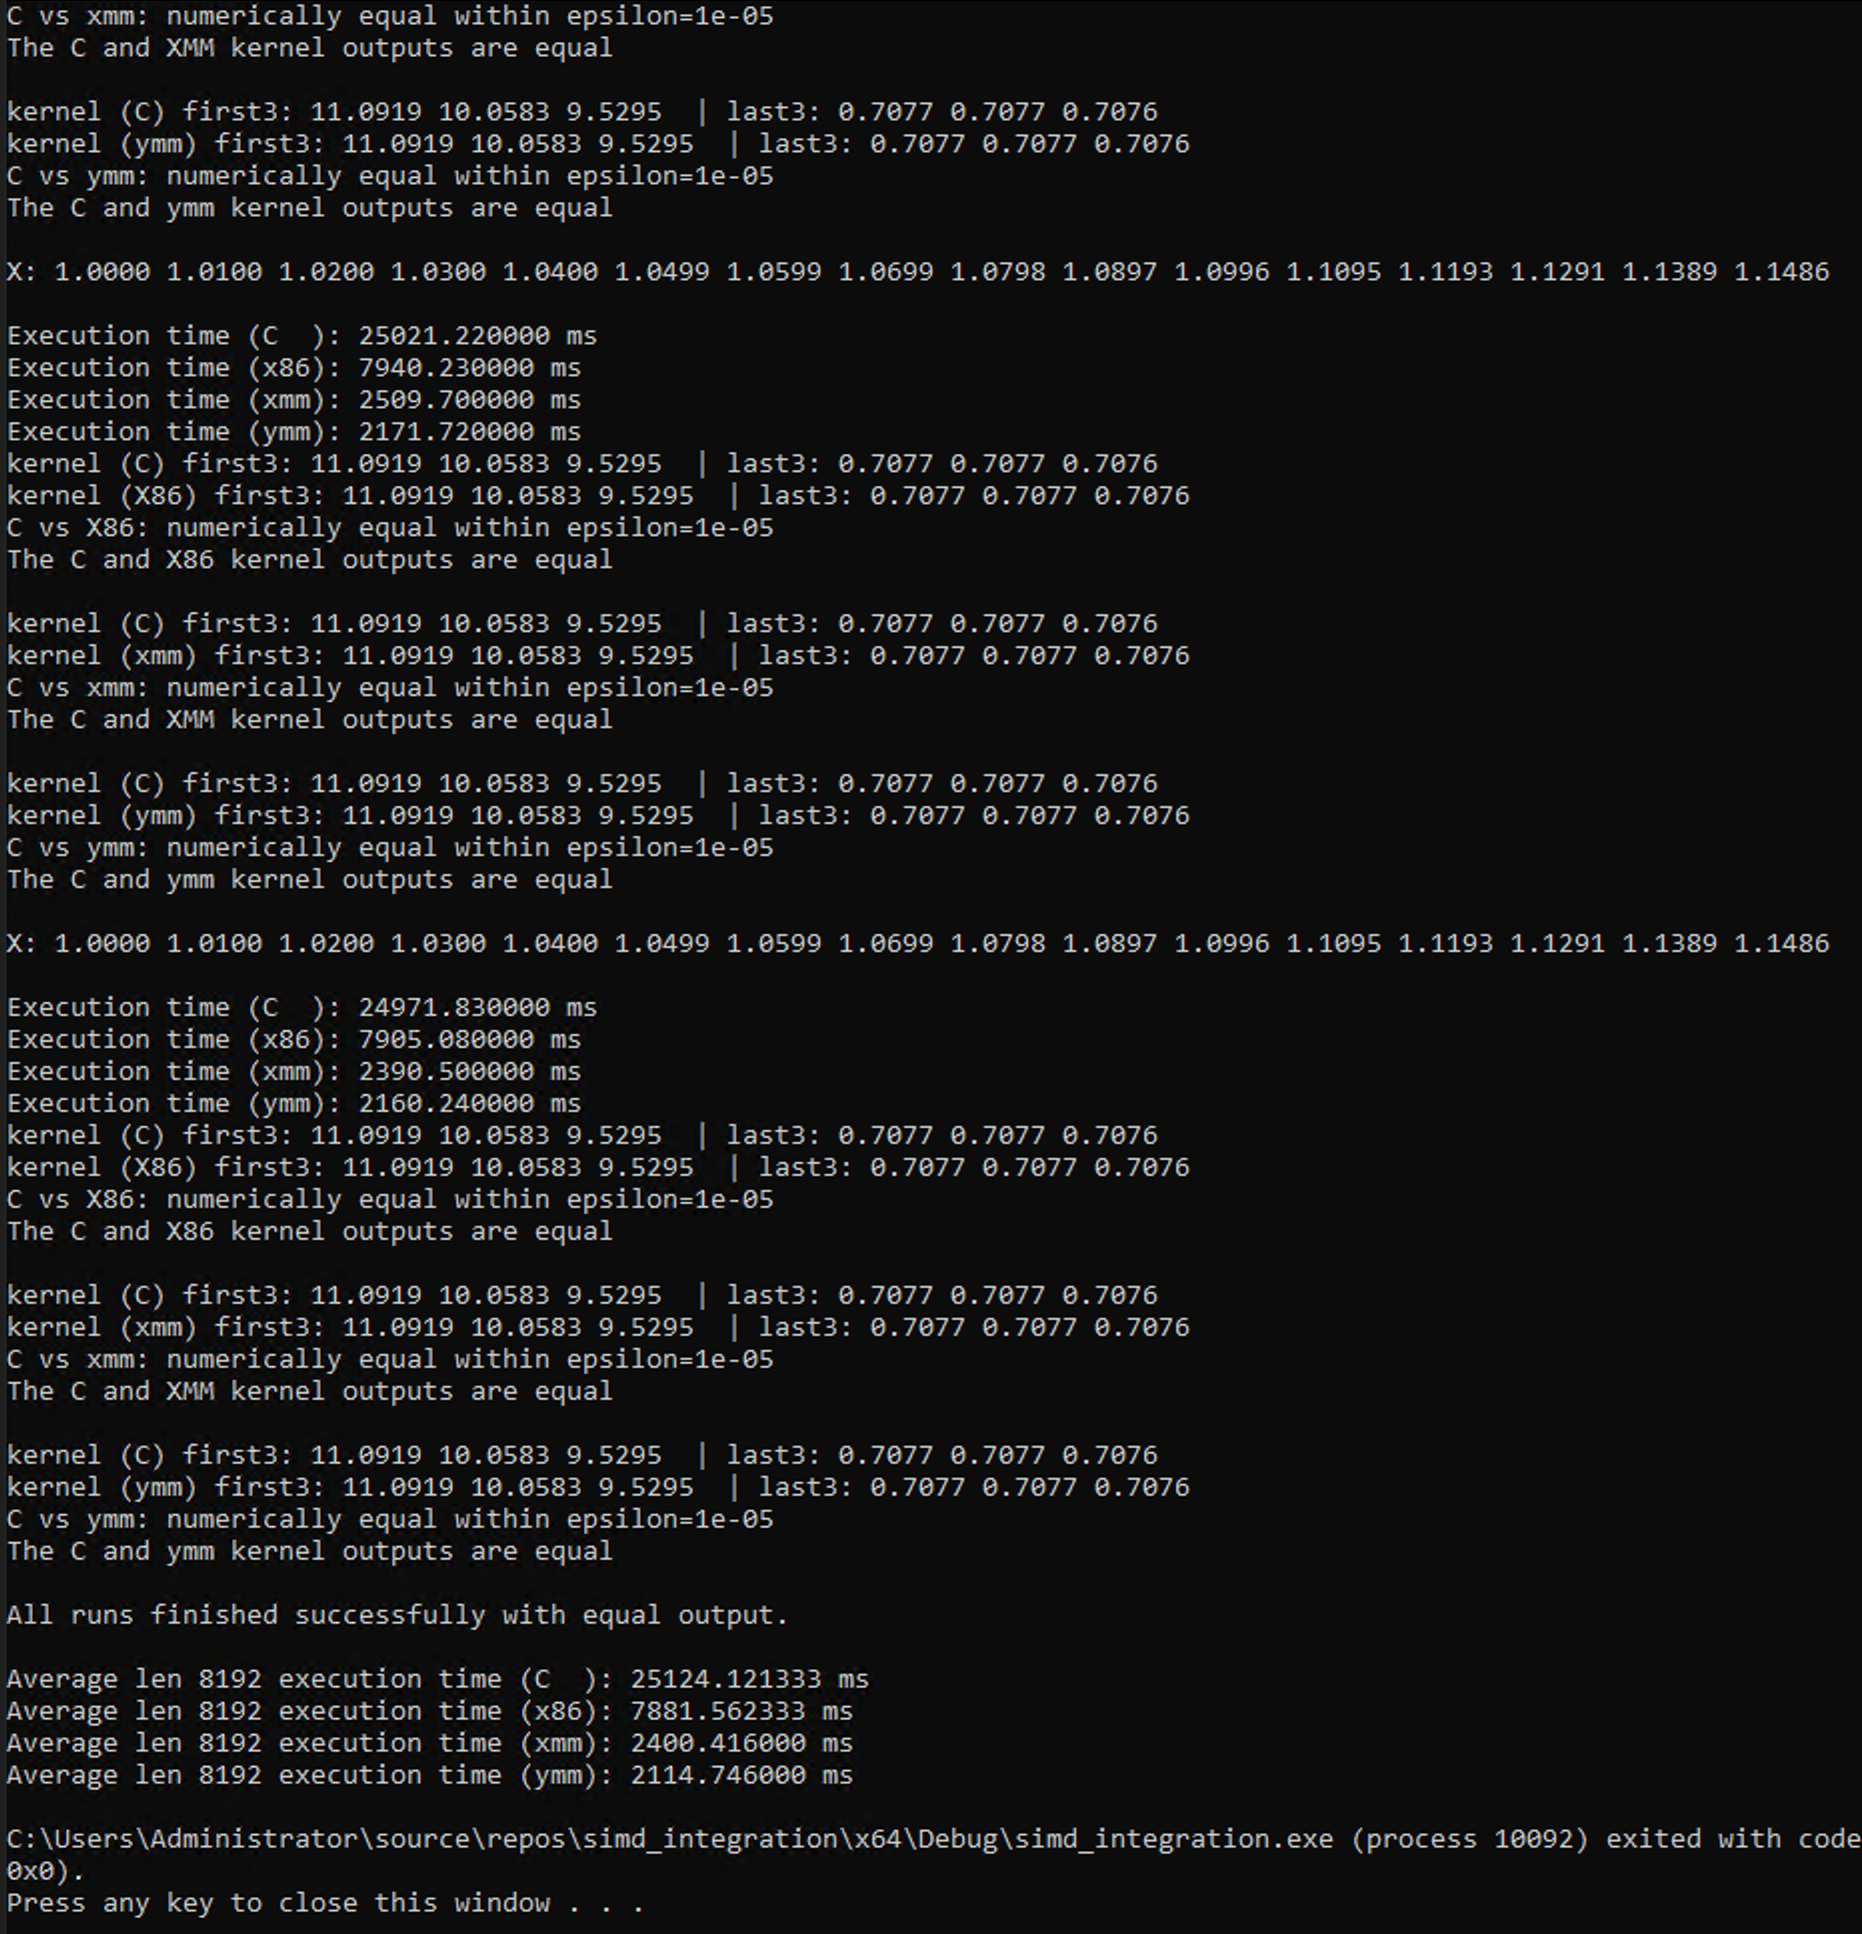 C vs xmm: numerically equal within epsilon=1e-05
The C and XMM kernel outputs are equal

kernel (C) first3: 11.0919 10.0583 9.5295  | last3: 0.7077 0.7077 0.7076
kernel (ymm) first3: 11.0919 10.0583 9.5295  | last3: 0.7077 0.7077 0.7076
C vs ymm: numerically equal within epsilon=1e-05
The C and ymm kernel outputs are equal

X: 1.0000 1.0100 1.0200 1.0300 1.0400 1.0499 1.0599 1.0699 1.0798 1.0897 1.0996 1.1095 1.1193 1.1291 1.1389 1.1486

Execution time (C  ): 25021.220000 ms
Execution time (x86): 7940.230000 ms
Execution time (xmm): 2509.700000 ms
Execution time (ymm): 2171.720000 ms
kernel (C) first3: 11.0919 10.0583 9.5295  | last3: 0.7077 0.7077 0.7076
kernel (X86) first3: 11.0919 10.0583 9.5295  | last3: 0.7077 0.7077 0.7076
C vs X86: numerically equal within epsilon=1e-05
The C and X86 kernel outputs are equal

kernel (C) first3: 11.0919 10.0583 9.5295  | last3: 0.7077 0.7077 0.7076
kernel (xmm) first3: 11.0919 10.0583 9.5295  | last3: 0.7077 0.7077 0.7076
C vs xmm: numerically equal within epsilon=1e-05
The C and XMM kernel outputs are equal

kernel (C) first3: 11.0919 10.0583 9.5295  | last3: 0.7077 0.7077 0.7076
kernel (ymm) first3: 11.0919 10.0583 9.5295  | last3: 0.7077 0.7077 0.7076
C vs ymm: numerically equal within epsilon=1e-05
The C and ymm kernel outputs are equal

X: 1.0000 1.0100 1.0200 1.0300 1.0400 1.0499 1.0599 1.0699 1.0798 1.0897 1.0996 1.1095 1.1193 1.1291 1.1389 1.1486

Execution time (C  ): 24971.830000 ms
Execution time (x86): 7905.080000 ms
Execution time (xmm): 2390.500000 ms
Execution time (ymm): 2160.240000 ms
kernel (C) first3: 11.0919 10.0583 9.5295  | last3: 0.7077 0.7077 0.7076
kernel (X86) first3: 11.0919 10.0583 9.5295  | last3: 0.7077 0.7077 0.7076
C vs X86: numerically equal within epsilon=1e-05
The C and X86 kernel outputs are equal

kernel (C) first3: 11.0919 10.0583 9.5295  | last3: 0.7077 0.7077 0.7076
kernel (xmm) first3: 11.0919 10.0583 9.5295  | last3: 0.7077 0.7077 0.7076
C vs xmm: numerically equal within epsilon=1e-05
The C and XMM kernel outputs are equal

kernel (C) first3: 11.0919 10.0583 9.5295  | last3: 0.7077 0.7077 0.7076
kernel (ymm) first3: 11.0919 10.0583 9.5295  | last3: 0.7077 0.7077 0.7076
C vs ymm: numerically equal within epsilon=1e-05
The C and ymm kernel outputs are equal

All runs finished successfully with equal output.

Average len 8192 execution time (C  ): 25124.121333 ms
Average len 8192 execution time (x86): 7881.562333 ms
Average len 8192 execution time (xmm): 2400.416000 ms
Average len 8192 execution time (ymm): 2114.746000 ms

C:\Users\Administrator\source\repos\simd_integration\x64\Debug\simd_integration.exe (process 10092) exited with code
0x0).
Press any key to close this window . . .